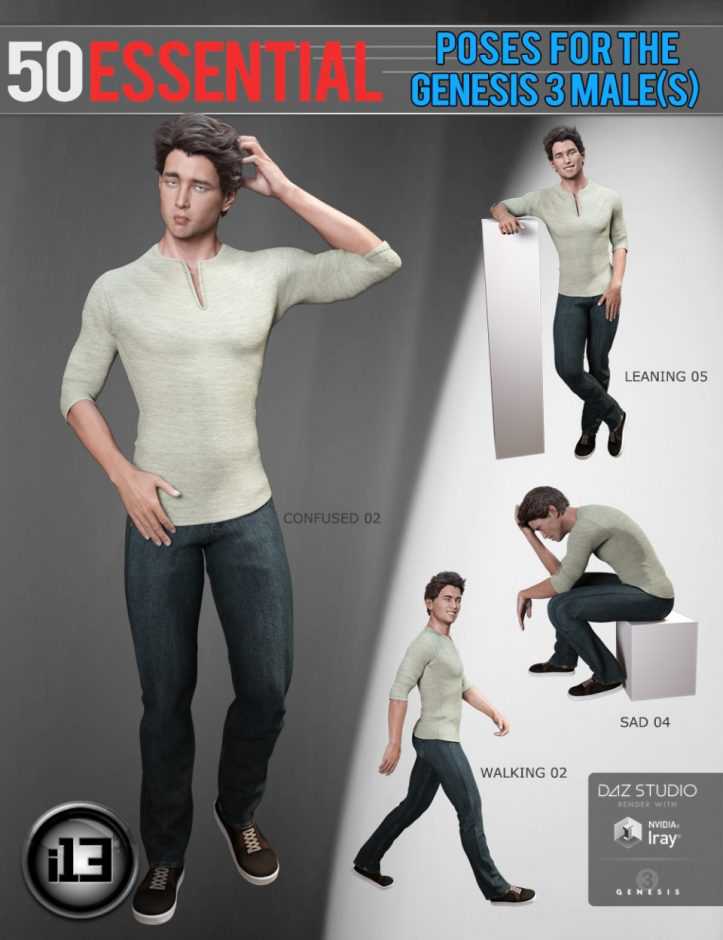 50 ESSENTIAL
POSES FOR THE
GENESIS 3 MALE(S)
LEANING 05
CONFUSED 02
SAD 04
WALKING 02
DAZ STUDIO
RENDER WITH
NVIDIA®
Iray®
3
GENESIS
i13